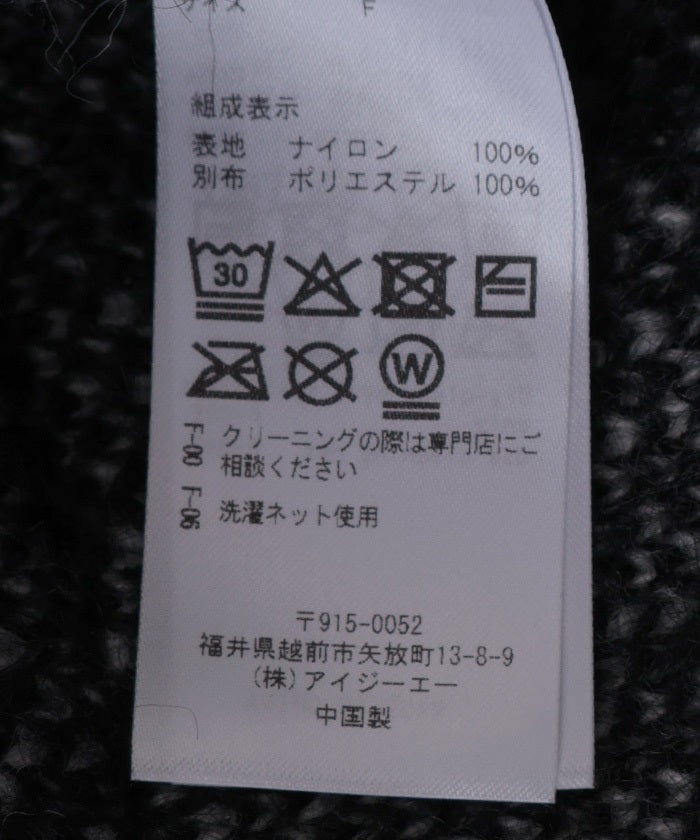 サイズ F
組成表示
表地 ナイロン 100%
別布 ポリエステル 100%
30
W
F-00 クリーニングの際は専門店にご
相談ください
F-06 洗濯ネット使用
〒915-0052
福井県越前市矢放町13-8-9
(株)アイジーエー
中国製